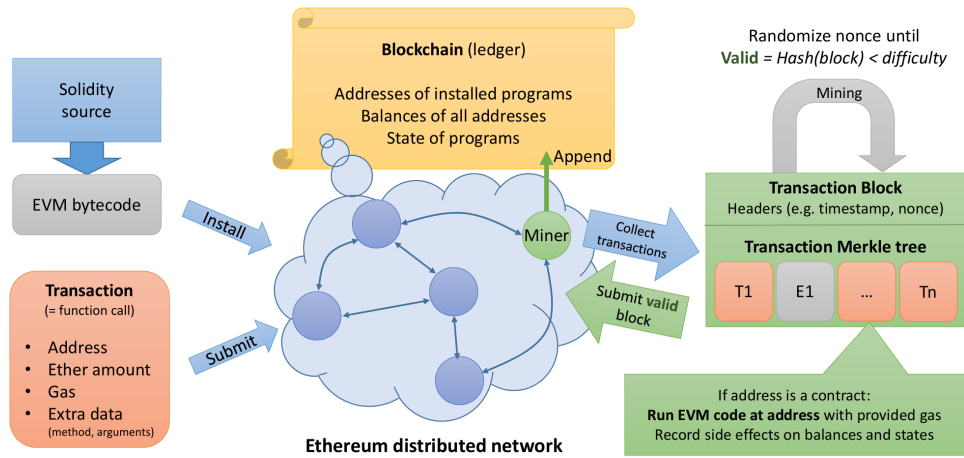 Solidity
source
EVM bytecode
Transaction
(= function call)
• Address
• Ether amount
• Gas
• Extra data
(method, arguments)
Install
Submit
Blockchain (ledger)
Addresses of installed programs
Balances of all addresses
State of programs
Append
Miner
Ethereum distributed network
Collect
transactions
Submit valid
block
Randomize nonce until
Valid = Hash(block) < difficulty
Mining
Transaction Block
Headers (e.g. timestamp, nonce)
Transaction Merkle tree
T1 E1 ... Tn
If address is a contract:
Run EVM code at address with provided gas
Record side effects on balances and states